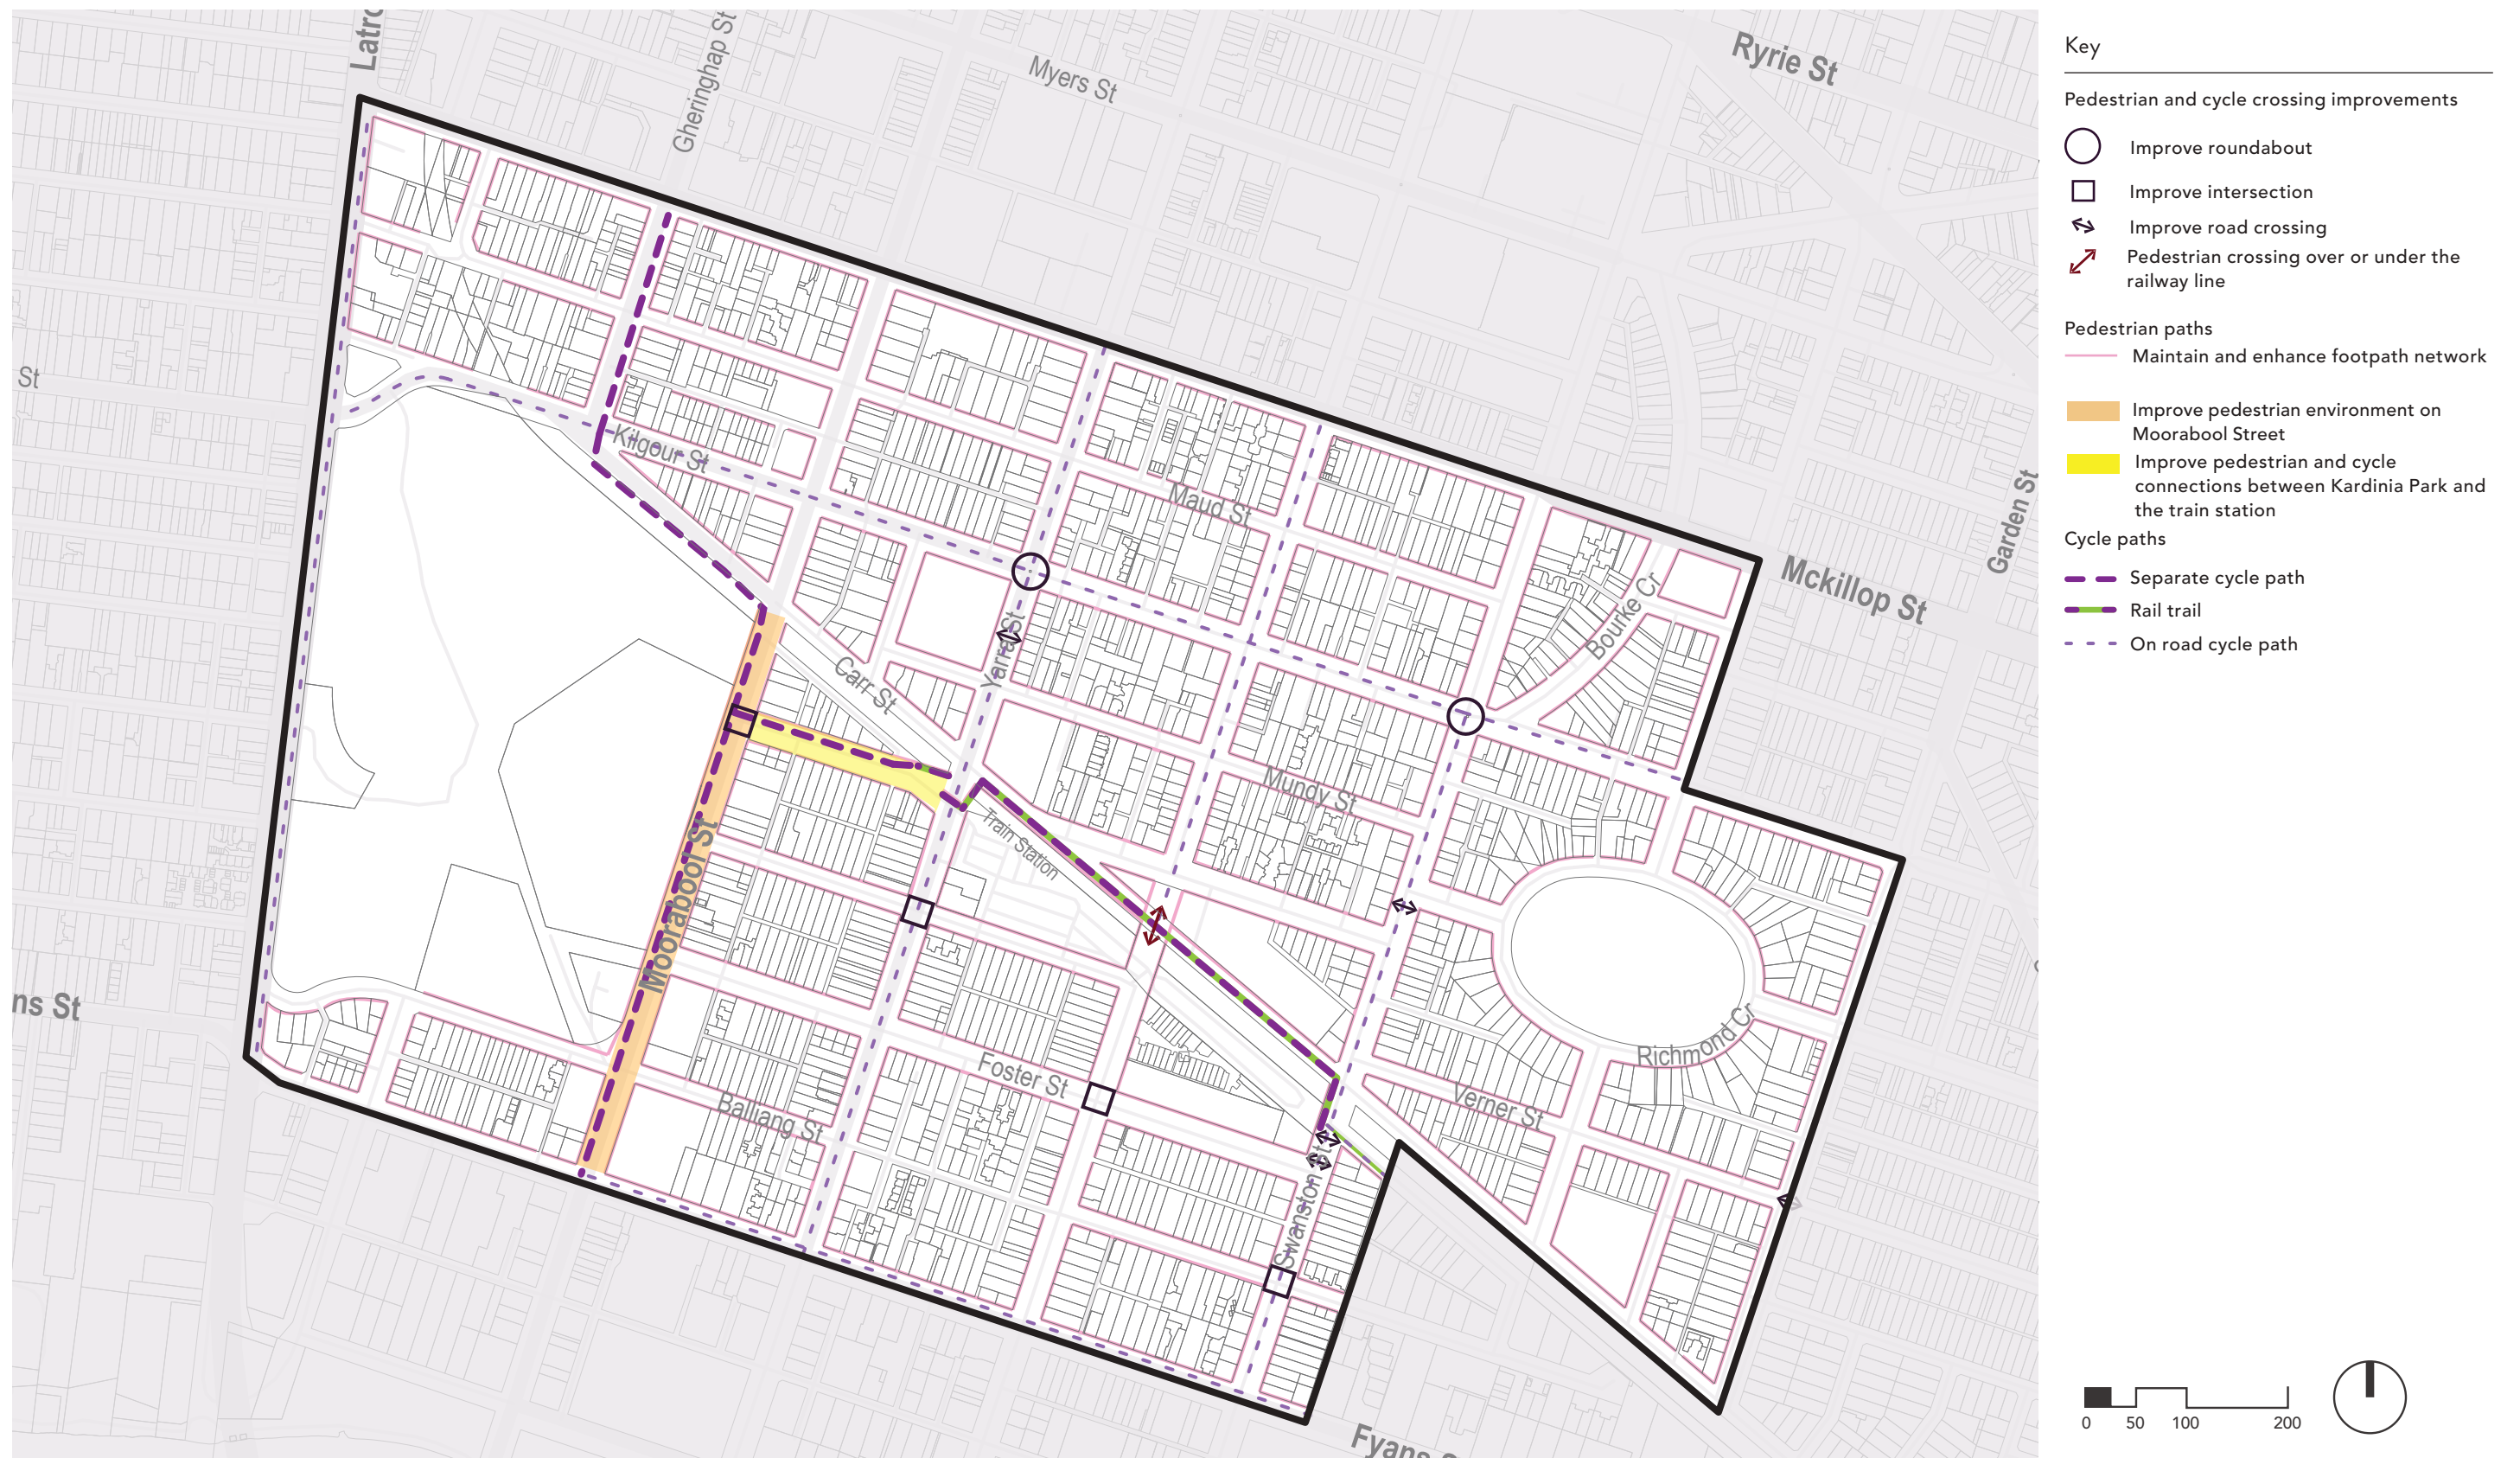 Latro
Gheringhap St
Myers St
Ryrie St
St
Kilgour St
Maud St
Garden St
Mckillop St
Bourke Cr
Yarra St
Carr St
Mundy St
Train Station
Moorabool St
ns St
Richmond Cr
Foster St
Balliang St
Verner St
Swanston St
Fyans S
Key
Pedestrian and cycle crossing improvements
Improve roundabout
Improve intersection
Improve road crossing
Pedestrian crossing over or under the
railway line
Pedestrian paths
Maintain and enhance footpath network
Improve pedestrian environment on
Moorabool Street
Improve pedestrian and cycle
connections between Kardinia Park and
the train station
Cycle paths
Separate cycle path
Rail trail
On road cycle path
0 50 100 200